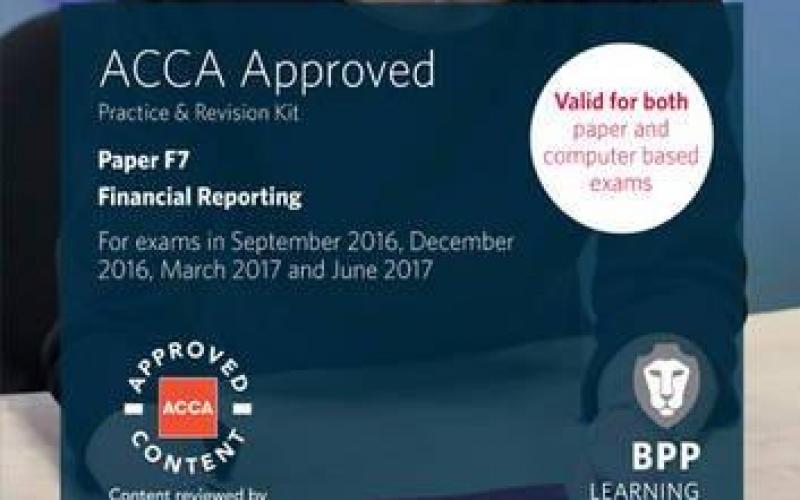 ACCA Approved
Practice & Revision Kit
Paper F7
Financial Reporting
For exams in September 2016, December
2016, March 2017 and June 2017
Valid for both
paper and
computer based
exams
APPROVED
ACCA
CONTENT
Content reviewed by
BPP
LEARNING